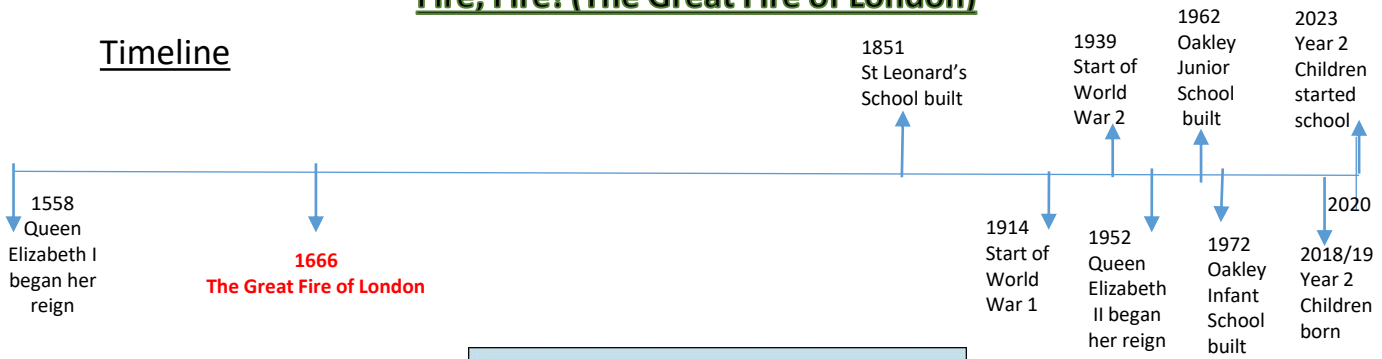 Fire, Fire! (The Great Fire of London)
Timeline
1851
St Leonard's
School built
1939
Start of
World
War 2
1962
Oakley
Junior
School
built
2023
Year 2
Children
started
school
1558
Queen
Elizabeth I
began her
reign
1666
The Great Fire of London
1914
Start of
World
War 1
1952
Queen
Elizabeth
II began
her reign
1972
Oakley
Infant
School
built
2020
2018/19
Year 2
Children
born